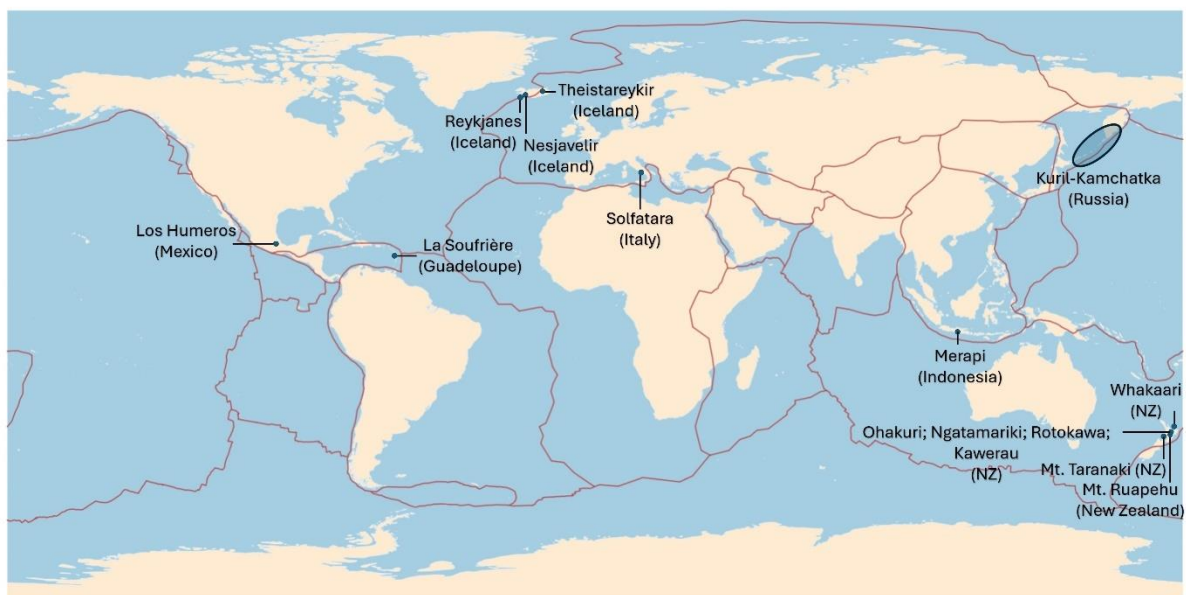 Theistareykir
(Iceland)
Reykjanes
(Iceland)
Nesjavelir
(Iceland)
Kuril-Kamchatka
(Russia)
Solfatara
(Italy)
Los Humeros
(Mexico)
La Soufrière
(Guadeloupe)
Merapi
(Indonesia)
Whakaari
(NZ)
Ohakuri; Ngatamariki; Rotokawa;
Kawerau
(NZ)
Mt. Taranaki (NZ)
Mt. Ruapehu
(New Zealand)